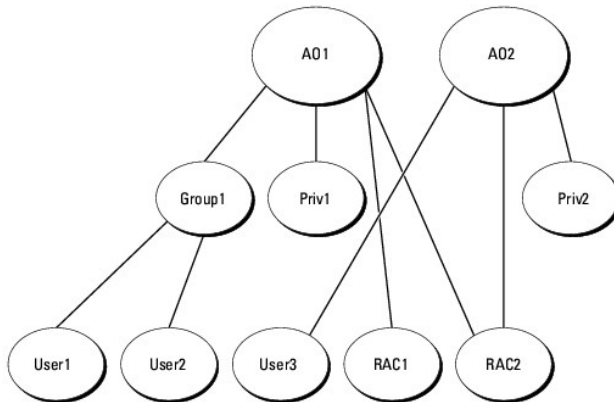 AO1
AO2
Group1
Priv1
Priv2
User1
User2
User3
RAC1
RAC2